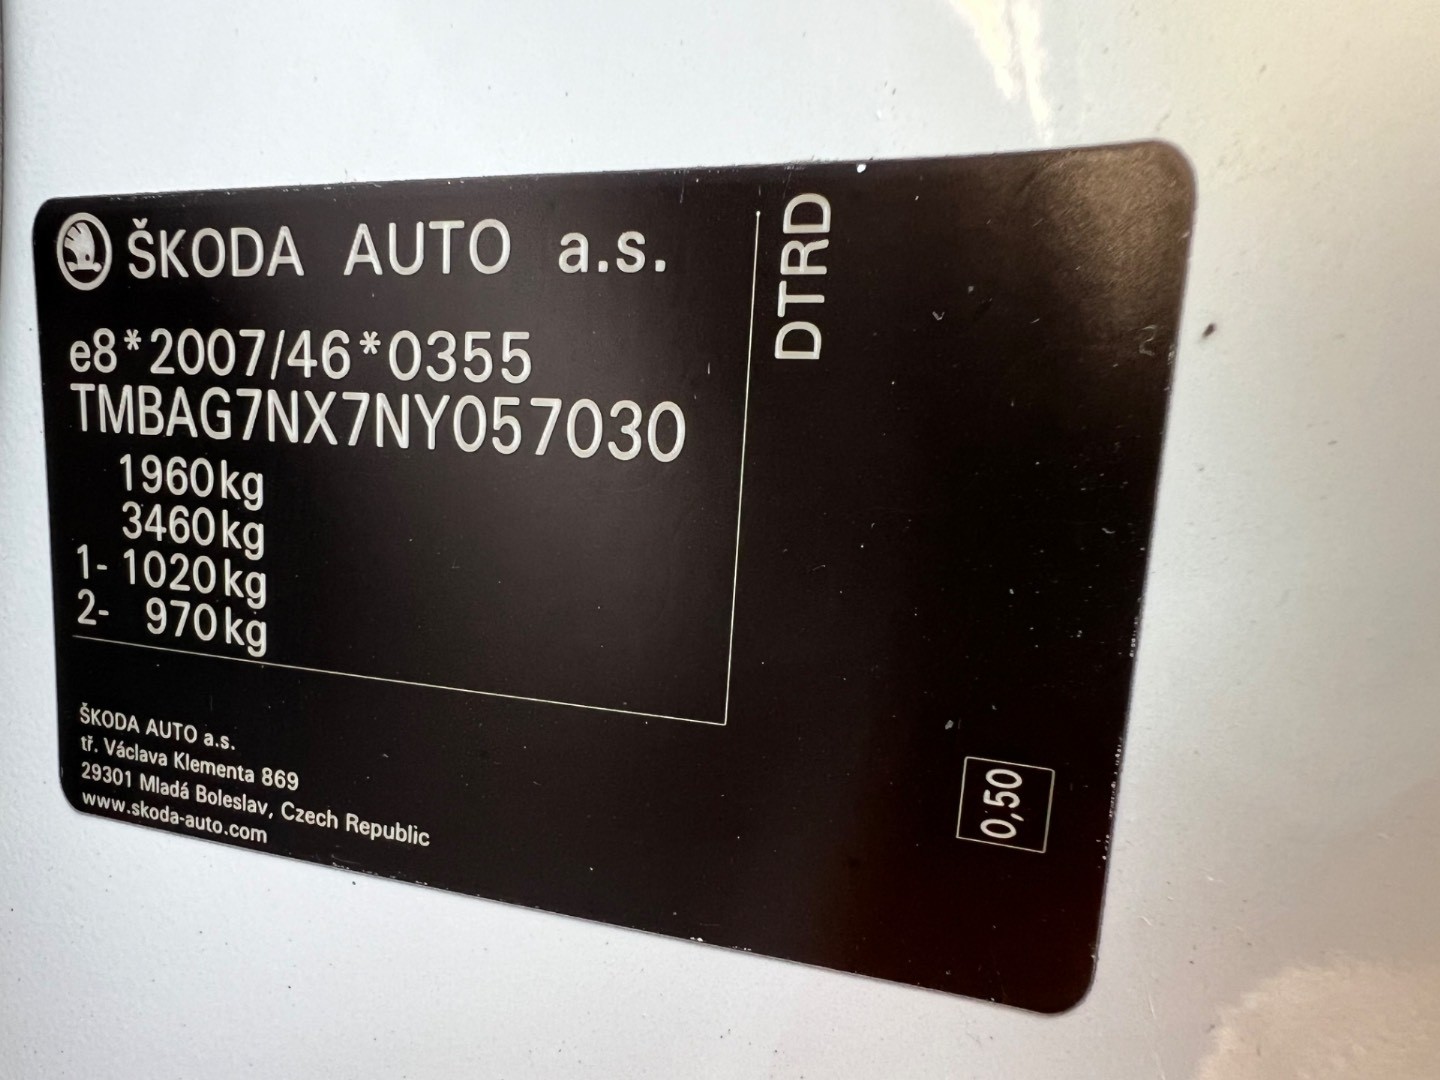 ŠKODA AUTO a.s.
e8*2007/46*0355
TMBAG7NX7NY057030
1960kg
3460kg
1- 1020kg
2- 970kg
DTRD
ŠKODA AUTO a.s.
tř. Václava Klementa 869
29301 Mladá Boleslav, Czech Republic
www.skoda-auto.com
0,50